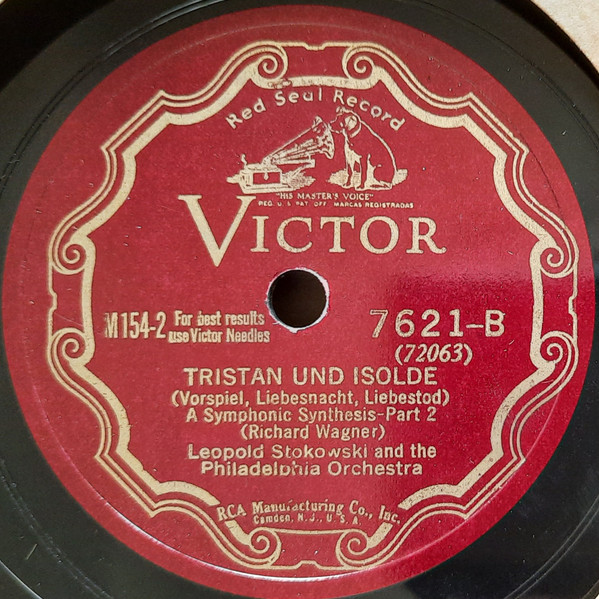 Red Seal Record
"HIS MASTER'S VOICE"
REG. U.S. PAT. OFF. MARCAS REGISTRADAS
VICTOR
M154-2 For best results
use Victor Needles
7621-B
(72063)
TRISTAN UND ISOLDE
(Vorspiel, Liebesnacht, Liebestod)
A Symphonic Synthesis-Part 2
(Richard Wagner)
Leopold Stokowski and the
Philadelphia Orchestra
RCA Manufacturing Co., Inc.
Camden, N.J., U.S.A.